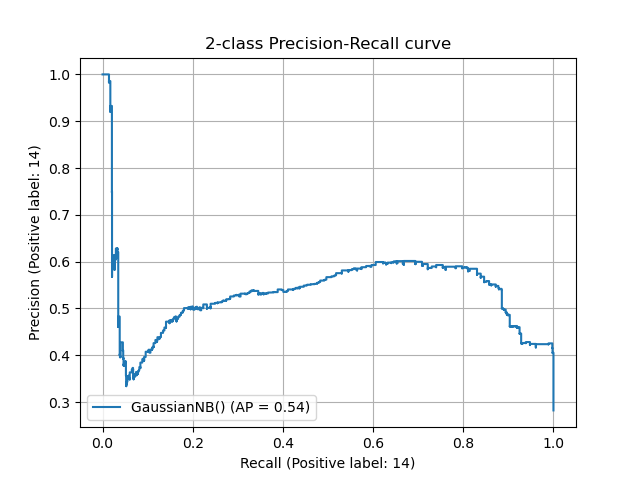 2-class Precision-Recall curve
Precision (Positive label: 14)
1.0
0.9
0.8
0.7
0.6
0.5
0.4
0.3
GaussianNB() (AP = 0.54)
0.0 0.2 0.4 0.6 0.8 1.0
Recall (Positive label: 14)